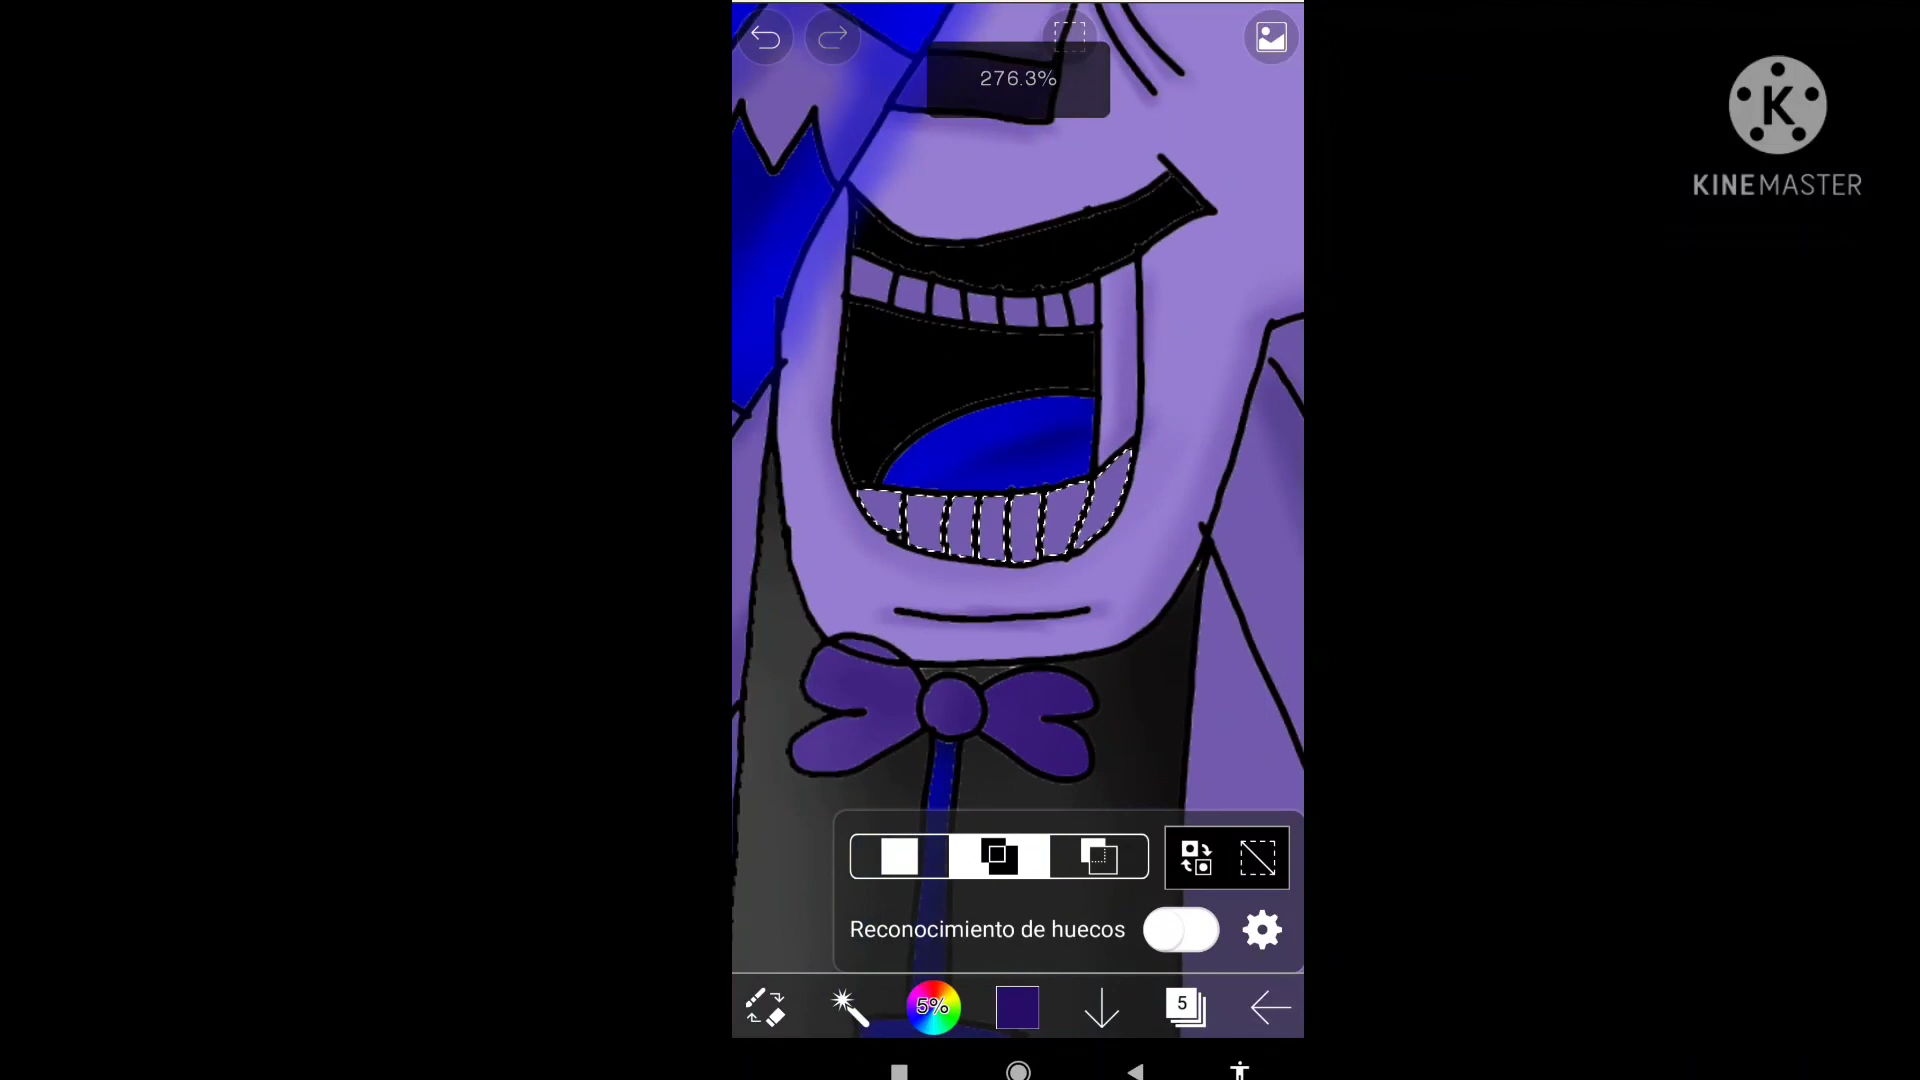 276.3%
K
KINEMASTER
Reconocimiento de huecos
5%
5